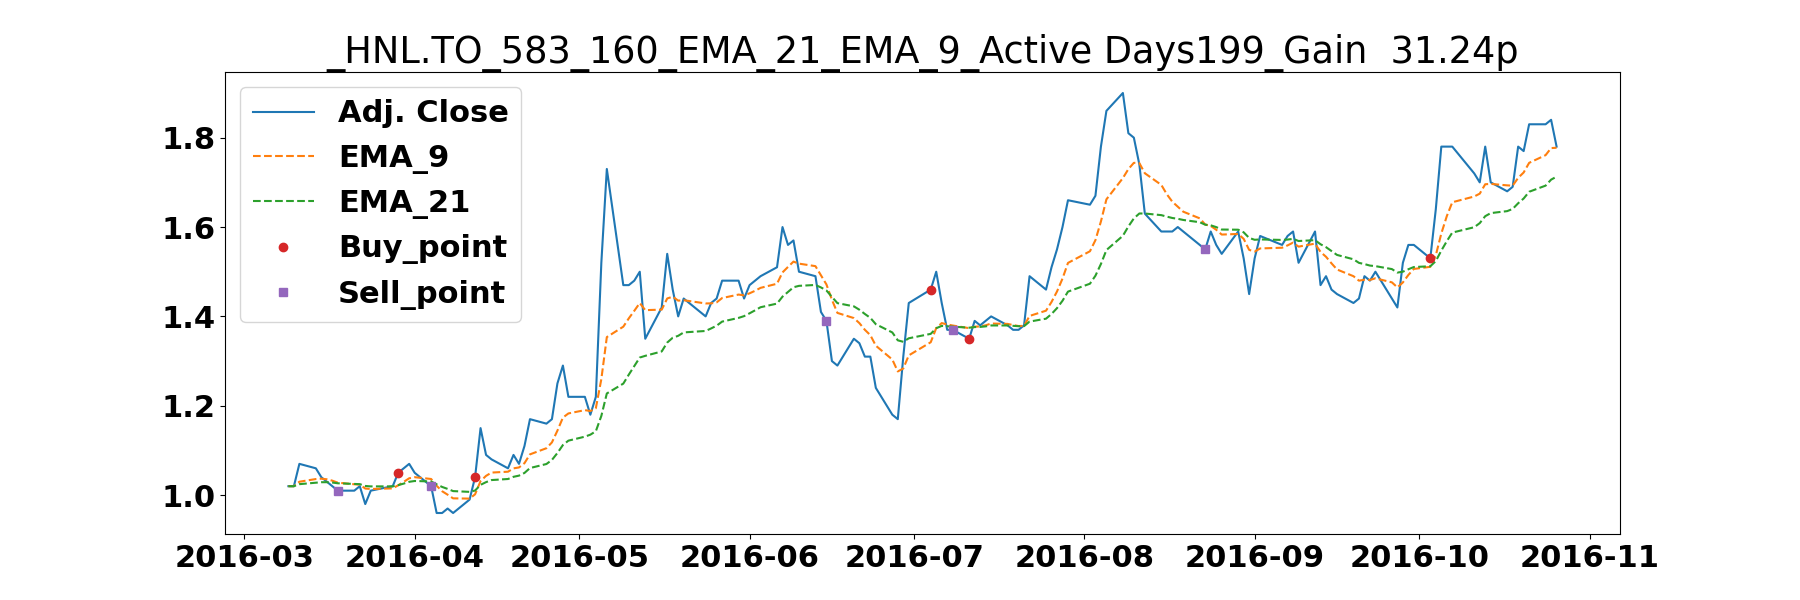 _HNL.TO_583_160_EMA_21_EMA_9_Active Days199_Gain  31.24p
Adj. Close
EMA_9
EMA_21
Buy_point
Sell_point
1.8
1.6
1.4
1.2
1.0
2016-03 2016-04 2016-05 2016-06 2016-07 2016-08 2016-09 2016-10 2016-11